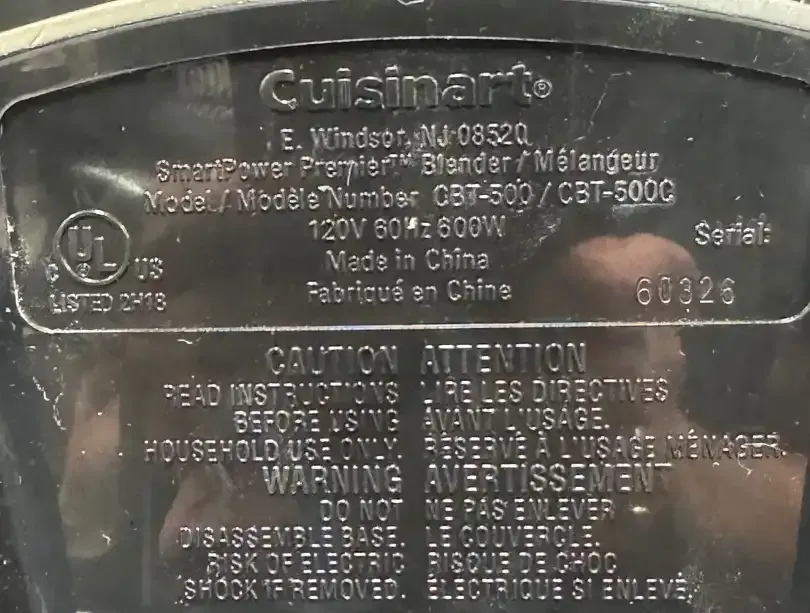 Cuisinart®
E. Windsor, NJ 08520
SmartPower Premier™ Blender / Mélangeur
Model / Modèle Number CBT-500 / CBT-500C
120V 60Hz 600W
Made in China
Fabriqué en Chine
UL®
C US
LISTED 2H18
Serial:
60326
CAUTION ATTENTION
READ INSTRUCTIONS LIRE LES DIRECTIVES
BEFORE USING AVANT L'USAGE.
HOUSEHOLD USE ONLY. RÉSERVÉ À L'USAGE MÉNAGER.
WARNING AVERTISSEMENT
DO NOT NE PAS ENLEVER
DISASSEMBLE BASE. LE COUVERCLE.
RISK OF ELECTRIC RISQUE DE CHOC
SHOCK IF REMOVED. ÉLECTRIQUE SI ENLEVÉ.